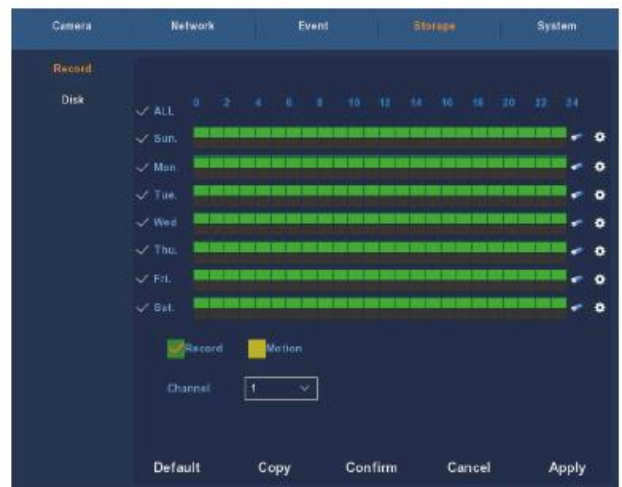 Camera Network Event Storage System
Record
Disk
ALL 0 2 4 6 8 10 12 14 16 18 20 22 24
Sun.
Mon.
Tue.
Wed
Thu.
Fri.
Sat.
Record Motion
Channel 1
Default Copy Confirm Cancel Apply